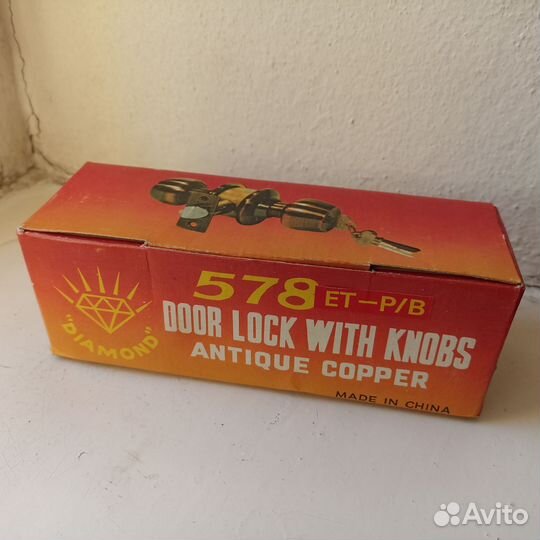 578 ET-P/B
DOOR LOCK WITH KNOBS
ANTIQUE COPPER
MADE IN CHINA
"DIAMOND"
Avito